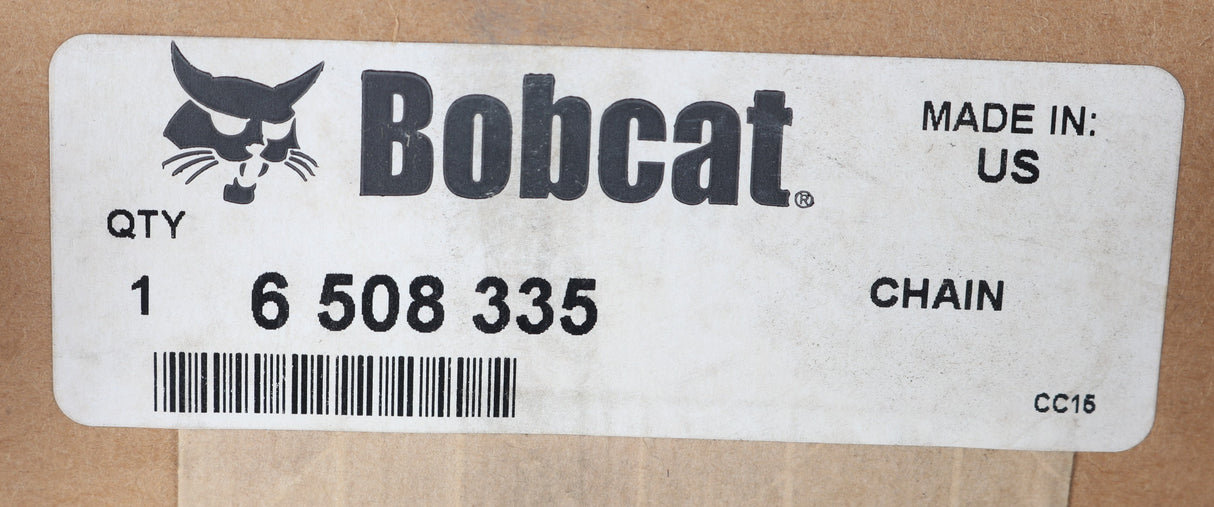 Bobcat®
MADE IN:
US
QTY
1 6 508 335 CHAIN
CC15